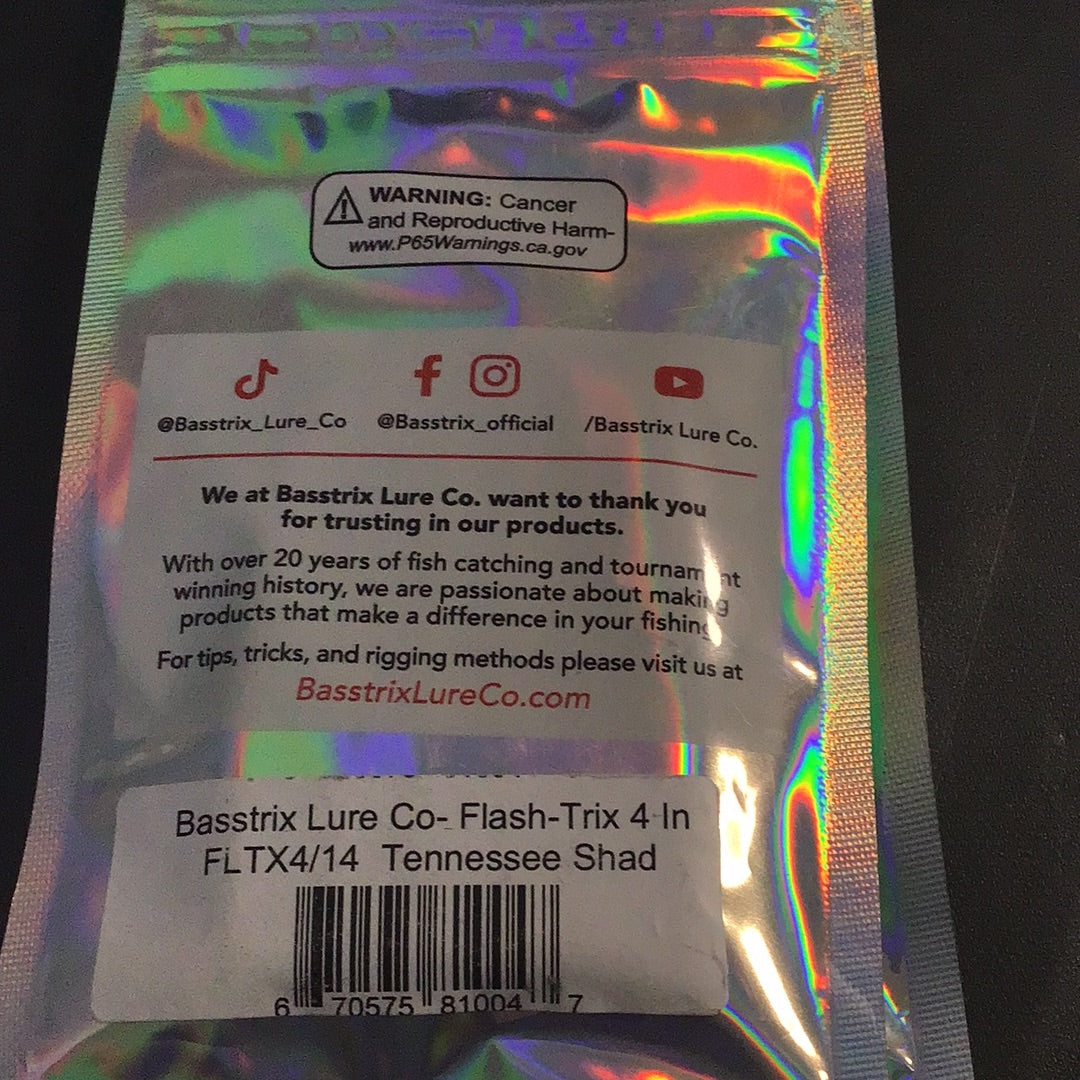 WARNING: Cancer
and Reproductive Harm-
www.P65Warnings.ca.gov
@Basstrix_Lure_Co @Basstrix_official /Basstrix Lure Co.
We at Basstrix Lure Co. want to thank you
for trusting in our products.
With over 20 years of fish catching and tournament
winning history, we are passionate about making
products that make a difference in your fishing
For tips, tricks, and rigging methods please visit us at
BasstrixLureCo.com
Basstrix Lure Co- Flash-Trix 4 In
FLTX4/14 Tennessee Shad
6 70575 81004 7